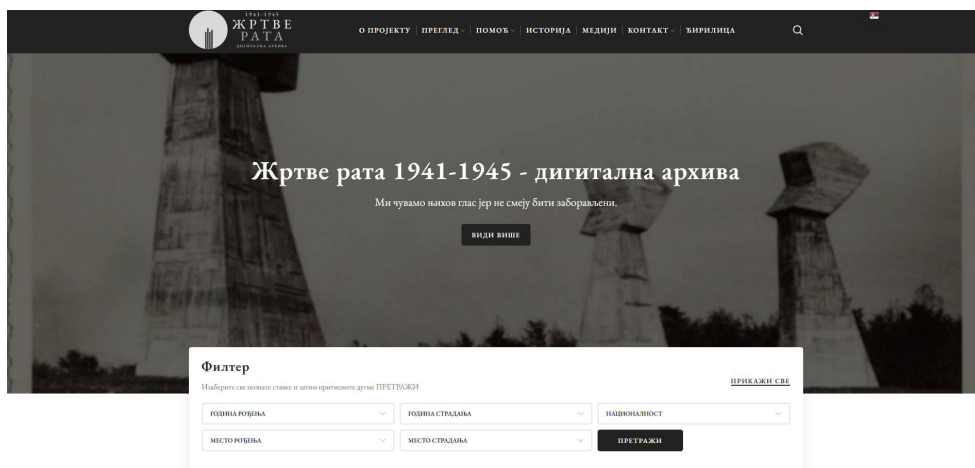 1941-1945
ЖРТВЕ
РАТА
ДИГИТАЛНА АРХИВА
О ПРОЈЕКТУ ПРЕГЛЕД ПОМОЋ ИСТОРИЈА МЕДИЈИ КОНТАКТ ЋИРИЛИЦА
Жртве рата 1941-1945 - дигитална архива
Ми чувамо њихов глас јер не смеју бити заборављени.
ВИДИ ВИШЕ
Филтер
Изаберите све познате ставке и затим притисните дугме ПРЕТРАЖИ
ПРИКАЖИ СВЕ
ГОДИНА РОЂЕЊА ГОДИНА СТРАДАЊА НАЦИОНАЛНОСТ
МЕСТО РОЂЕЊА МЕСТО СТРАДАЊА ПРЕТРАЖИ